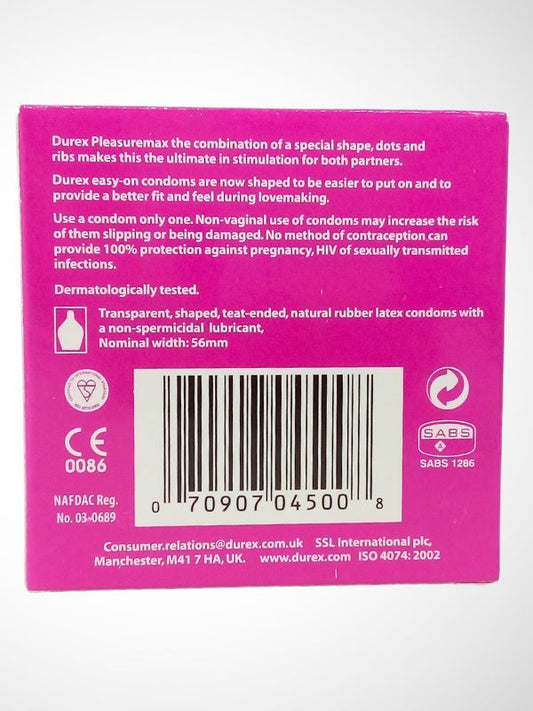 Durex Pleasuremax the combination of a special shape, dots and
ribs makes this the ultimate in stimulation for both partners.
Durex easy-on condoms are now shaped to be easier to put on and to
provide a better fit and feel during lovemaking.
Use a condom only one. Non-vaginal use of condoms may increase the risk
of them slipping or being damaged. No method of contraception can
provide 100% protection against pregnancy, HIV of sexually transmitted
infections.
Dermatologically tested.
Transparent, shaped, teat-ended, natural rubber latex condoms with
a non-spermicidal lubricant,
Nominal width: 56mm
CE
0086
SABS
SABS 1286
NAFDAC Reg.
No. 03-0689
0 70907 04500 8
Consumer.relations@durex.com.uk SSL International plc,
Manchester, M41 7 HA, UK. www.durex.com ISO 4074: 2002